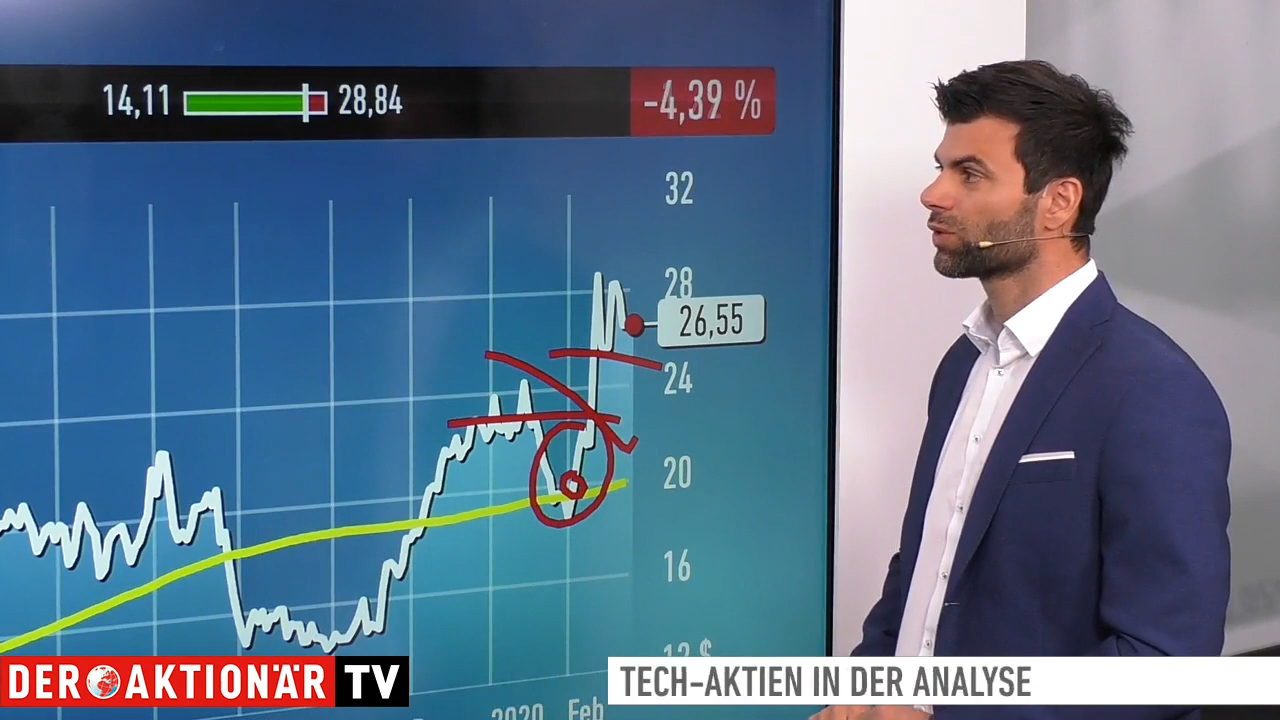 14,11 28,84 -4,39 %
32
28
26,55
24
20
16
12 $
2020 Feb
DER AKTIONÄR TV
TECH-AKTIEN IN DER ANALYSE